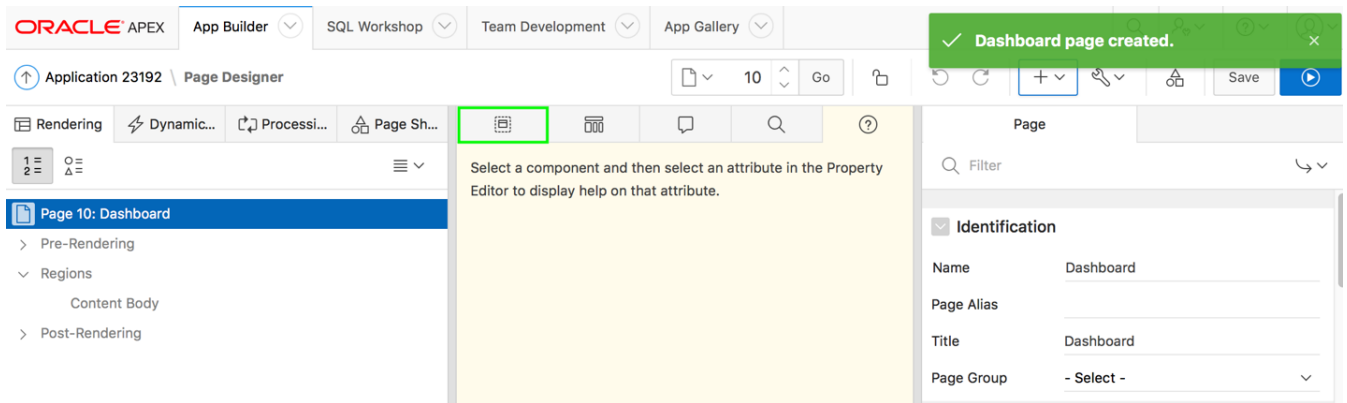 ORACLE APEX App Builder SQL Workshop Team Development App Gallery
Dashboard page created.
Application 23192 \ Page Designer 10 Go Save
Rendering Dynamic... Processi... Page Sh... Page
Select a component and then select an attribute in the Property
Editor to display help on that attribute.
Filter
Page 10: Dashboard
Pre-Rendering
Regions
Content Body
Post-Rendering
Identification
Name Dashboard
Page Alias
Title Dashboard
Page Group - Select -